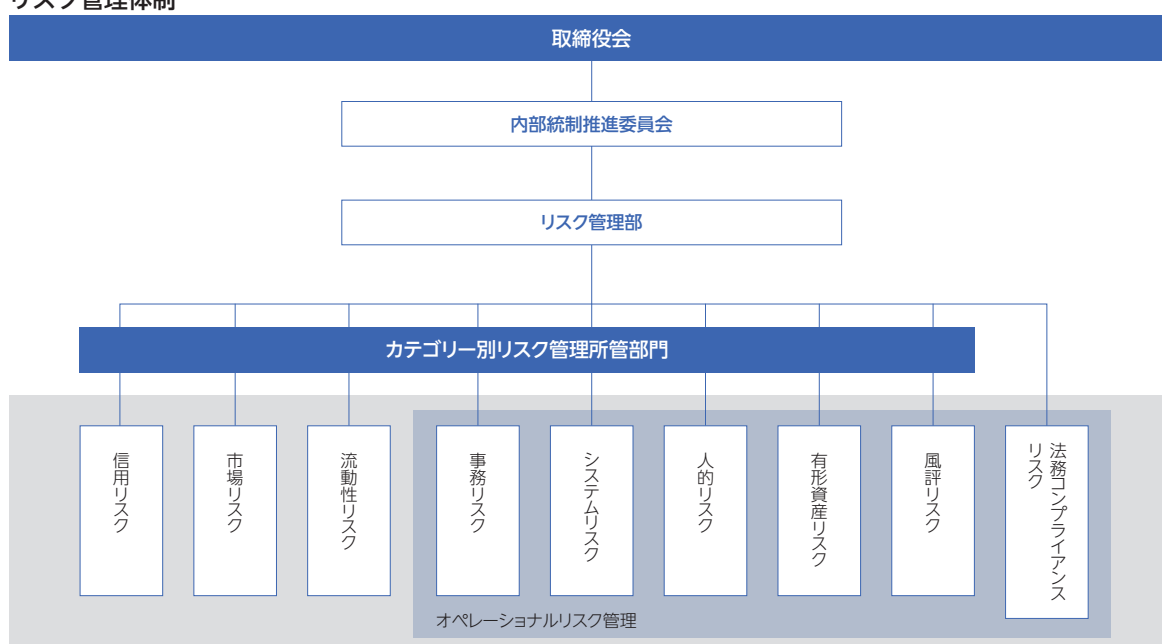 リスク管理体制
取締役会
内部統制推進委員会
リスク管理部
カテゴリー別リスク管理所管部門
信用リスク
市場リスク
流動性リスク
事務リスク
システムリスク
人的リスク
有形資産リスク
風評リスク
法務コンプライアンス
リスク
オペレーショナルリスク管理